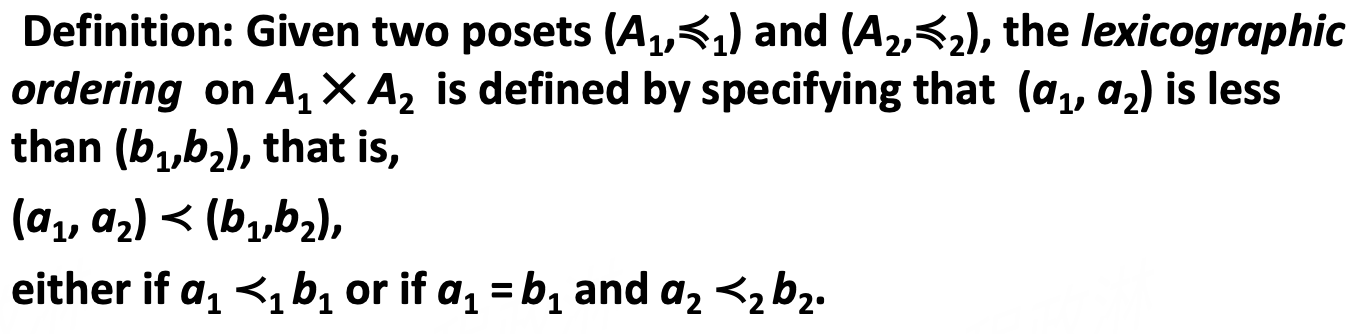 Definition: Given two posets (A₁,≼₁) and (A₂,≼₂), the lexicographic
ordering on A₁ × A₂ is defined by specifying that (a₁, a₂) is less
than (b₁,b₂), that is,
(a₁, a₂) ≺ (b₁,b₂),
either if a₁ ≺₁ b₁ or if a₁ = b₁ and a₂ ≺₂ b₂.